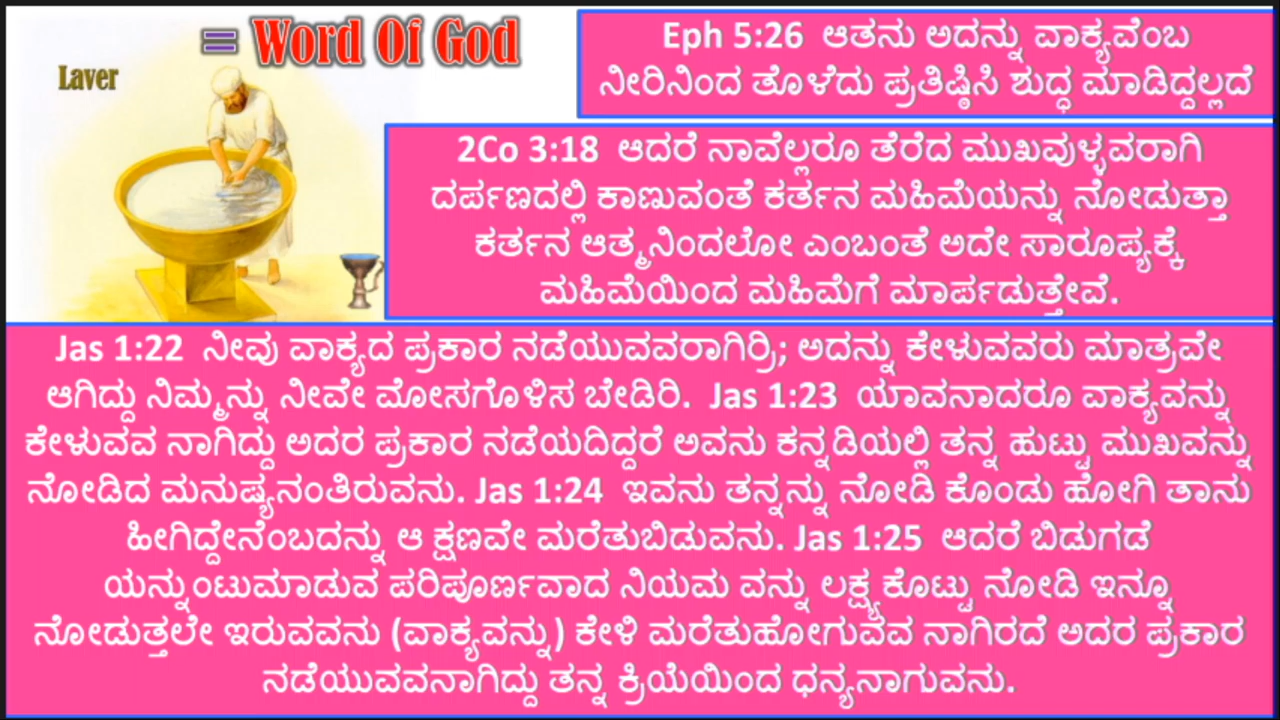 = Word Of God
Laver
Eph 5:26 ಆತನು ಅದನ್ನು ವಾಕ್ಯವೆಂಬ
ನೀರಿನಿಂದ ತೊಳೆದು ಪ್ರತಿಷ್ಠಿಸಿ ಶುದ್ಧ ಮಾಡಿದ್ದಲ್ಲದೆ
2Co 3:18 ಆದರೆ ನಾವೆಲ್ಲರೂ ತೆರೆದ ಮುಖವುಳ್ಳವರಾಗಿ
ದರ್ಪಣದಲ್ಲಿ ಕಾಣುವಂತೆ ಕರ್ತನ ಮಹಿಮೆಯನ್ನು ನೋಡುತ್ತಾ
ಕರ್ತನ ಆತ್ಮನಿಂದಲೋ ಎಂಬಂತೆ ಅದೇ ಸಾರೂಪ್ಯಕ್ಕೆ
ಮಹಿಮೆಯಿಂದ ಮಹಿಮೆಗೆ ಮಾರ್ಪಡುತ್ತೇವೆ.
Jas 1:22 ನೀವು ವಾಕ್ಯದ ಪ್ರಕಾರ ನಡೆಯುವವರಾಗಿರ್ರಿ; ಅದನ್ನು ಕೇಳುವವರು ಮಾತ್ರವೇ
ಆಗಿದ್ದು ನಿಮ್ಮನ್ನು ನೀವೇ ಮೋಸಗೊಳಿಸ ಬೇಡಿರಿ. Jas 1:23 ಯಾವನಾದರೂ ವಾಕ್ಯವನ್ನು
ಕೇಳುವವ ನಾಗಿದ್ದು ಅದರ ಪ್ರಕಾರ ನಡೆಯದಿದ್ದರೆ ಅವನು ಕನ್ನಡಿಯಲ್ಲಿ ತನ್ನ ಹುಟ್ಟು ಮುಖವನ್ನು
ನೋಡಿದ ಮನುಷ್ಯನಂತಿರುವನು. Jas 1:24 ಇವನು ತನ್ನನ್ನು ನೋಡಿ ಕೊಂಡು ಹೋಗಿ ತಾನು
ಹೀಗಿದ್ದೇನೆಂಬದನ್ನು ಆ ಕ್ಷಣವೇ ಮರೆತುಬಿಡುವನು. Jas 1:25 ಆದರೆ ಬಿಡುಗಡೆ
ಯನ್ನುಂಟುಮಾಡುವ ಪರಿಪೂರ್ಣವಾದ ನಿಯಮ ವನ್ನು ಲಕ್ಷ್ಯಕೊಟ್ಟು ನೋಡಿ ಇನ್ನೂ
ನೋಡುತ್ತಲೇ ಇರುವವನು (ವಾಕ್ಯವನ್ನು) ಕೇಳಿ ಮರೆತುಹೋಗುವವ ನಾಗಿರದೆ ಅದರ ಪ್ರಕಾರ
ನಡೆಯುವವನಾಗಿದ್ದು ತನ್ನ ಕ್ರಿಯೆಯಿಂದ ಧನ್ಯನಾಗುವನು.